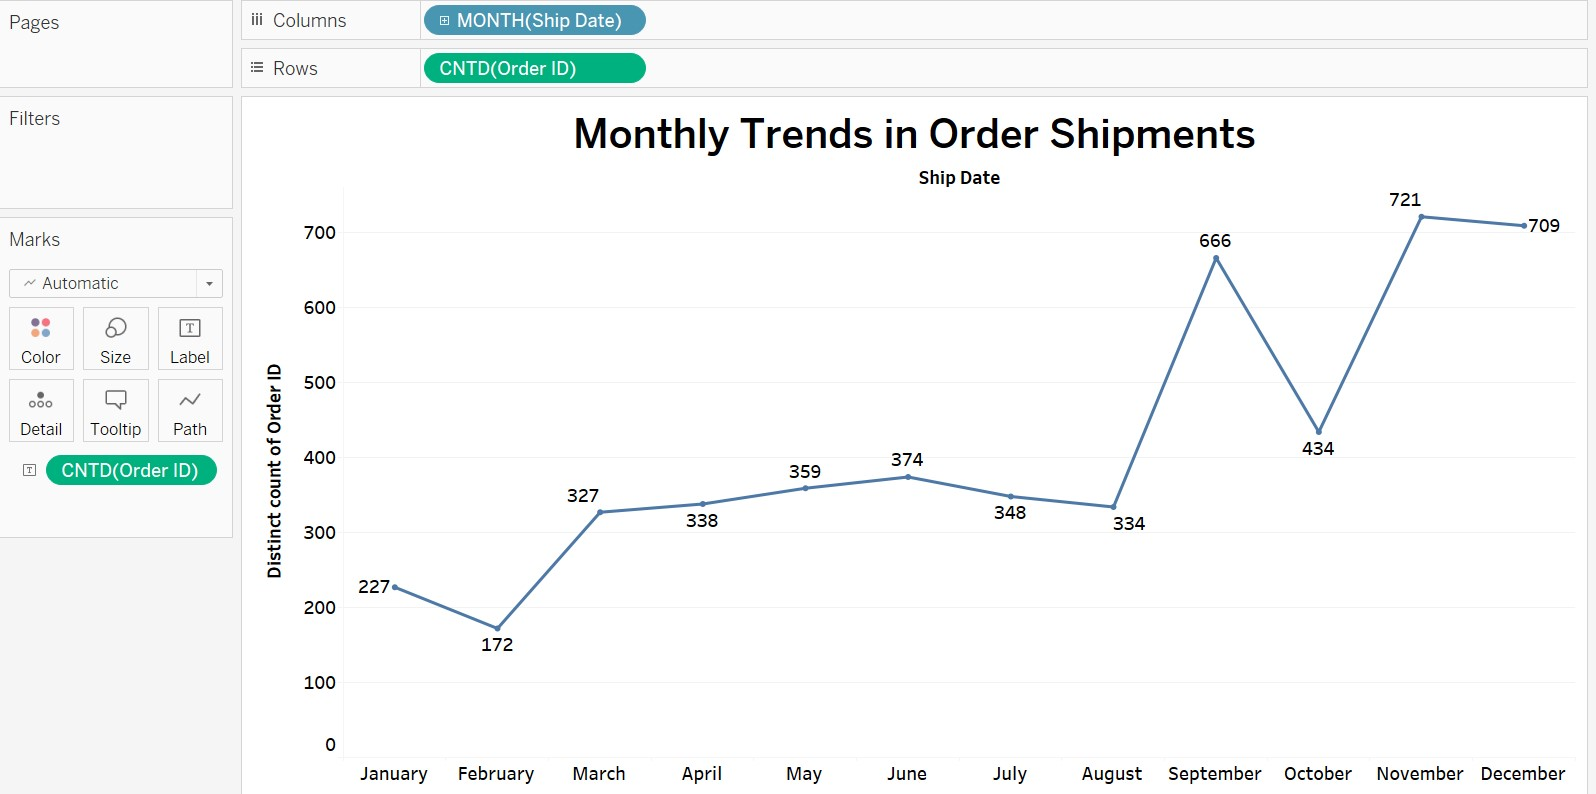 Pages
Columns
MONTH(Ship Date)
Rows
CNTD(Order ID)
Filters
Marks
Automatic
Color
Size
T
Label
Detail
Tooltip
Path
T
CNTD(Order ID)
Monthly Trends in Order Shipments
Ship Date
Distinct count of Order ID
700
600
500
400
300
200
100
0
227
172
327
338
359
374
348
334
666
434
721
709
January
February
March
April
May
June
July
August
September
October
November
December